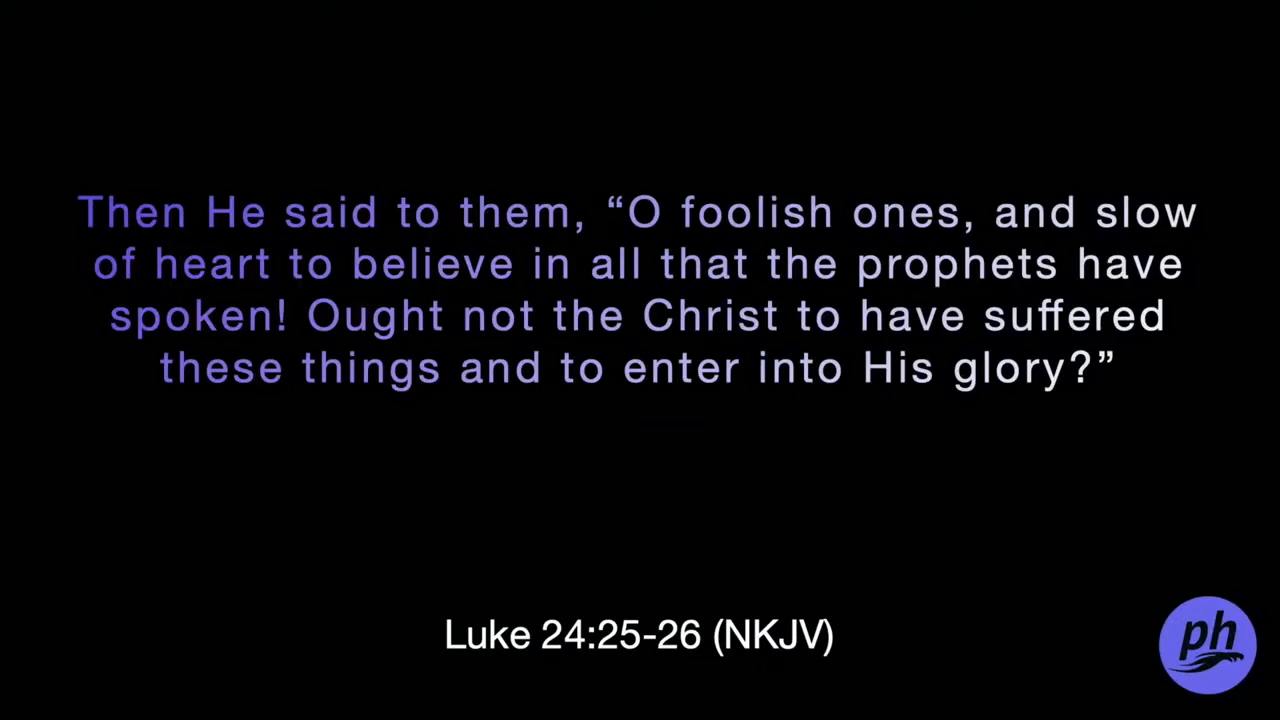 Then He said to them, “O foolish ones, and slow
of heart to believe in all that the prophets have
spoken! Ought not the Christ to have suffered
these things and to enter into His glory?”
Luke 24:25-26 (NKJV)
ph